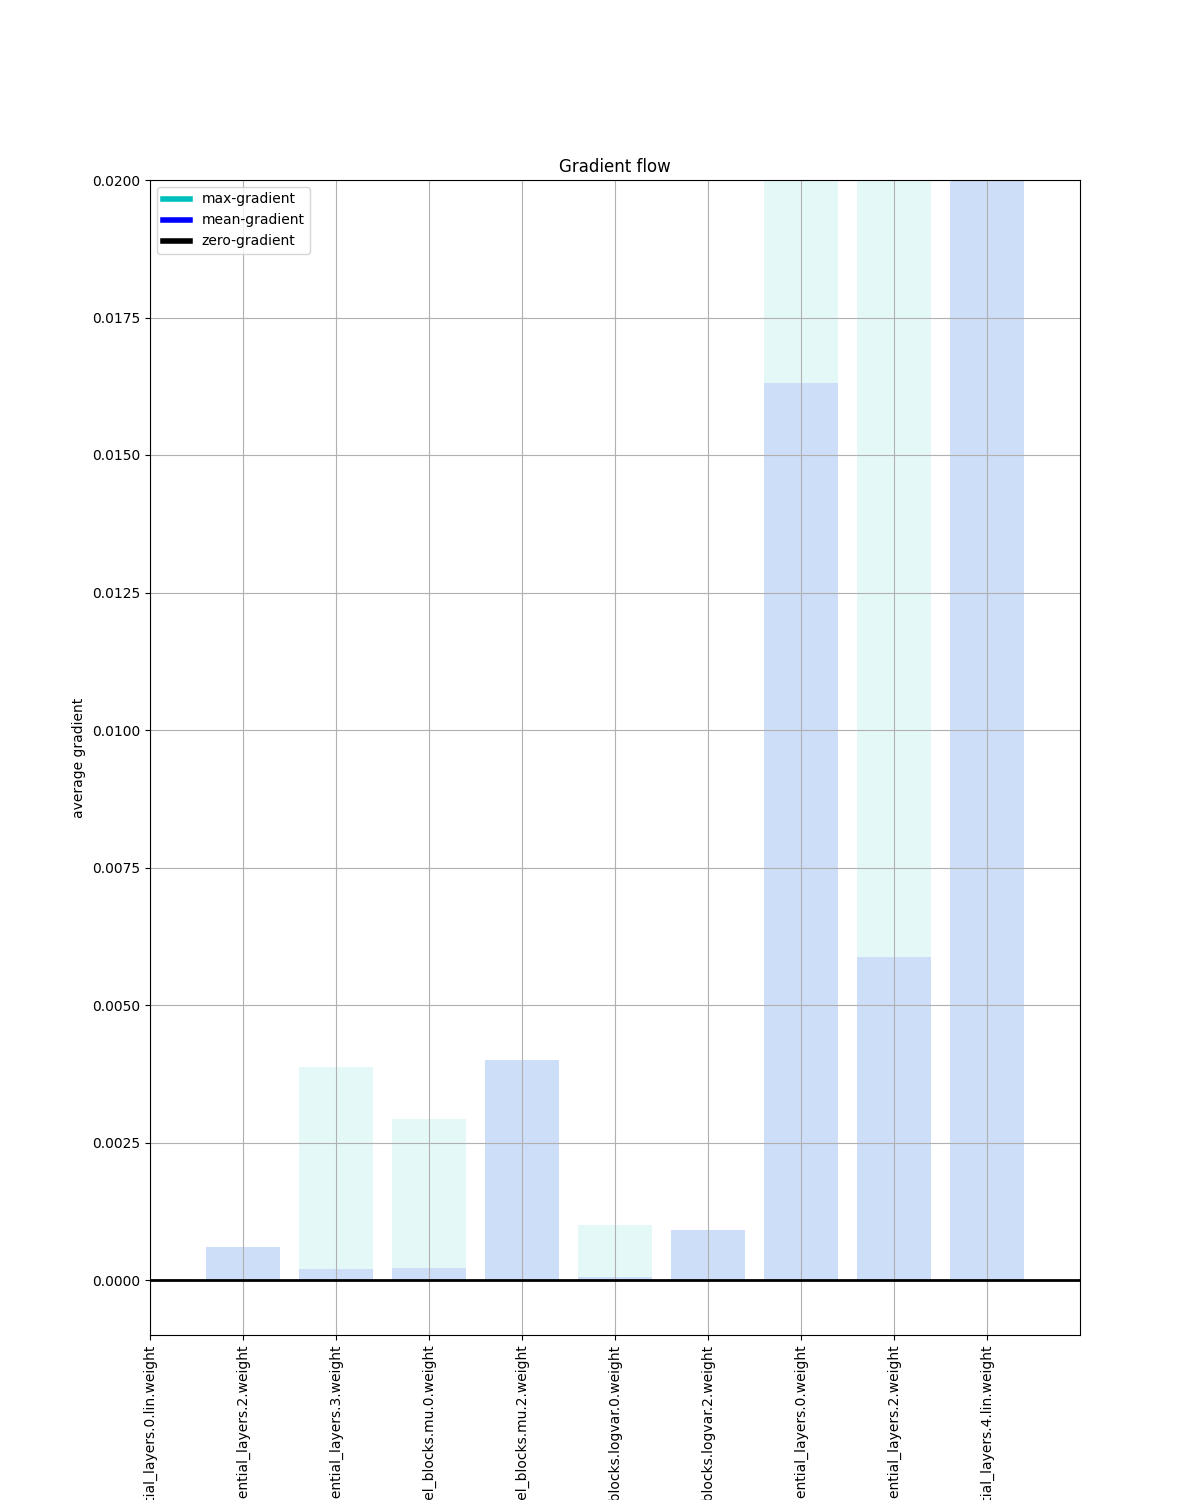 Gradient flow
max-gradient
mean-gradient
zero-gradient
0.0200
0.0175
0.0150
0.0125
0.0100
0.0075
0.0050
0.0025
0.0000
average gradient
tial_layers.0.lin.weight
ential_layers.2.weight
ential_layers.3.weight
el_blocks.mu.0.weight
el_blocks.mu.2.weight
blocks.logvar.0.weight
blocks.logvar.2.weight
ential_layers.0.weight
ential_layers.2.weight
tial_layers.4.lin.weight